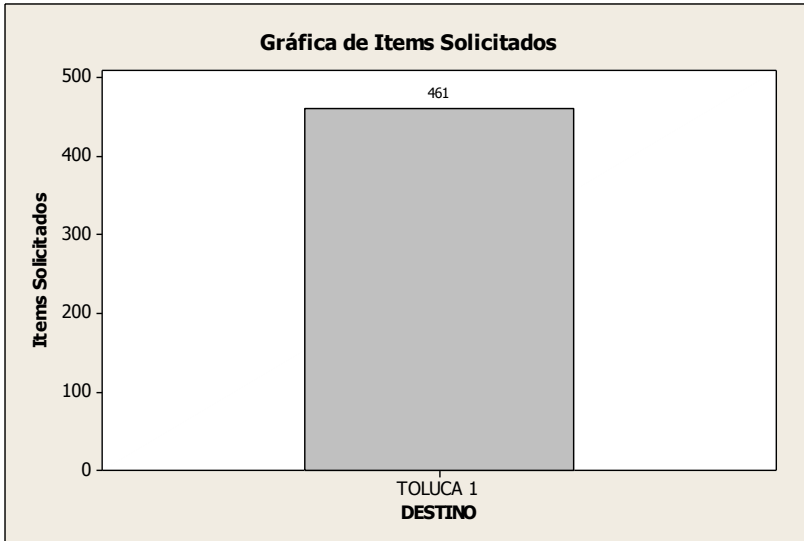 Gráfica de Items Solicitados
500
461
400
300
200
100
0
Items Solicitados
TOLUCA 1
DESTINO